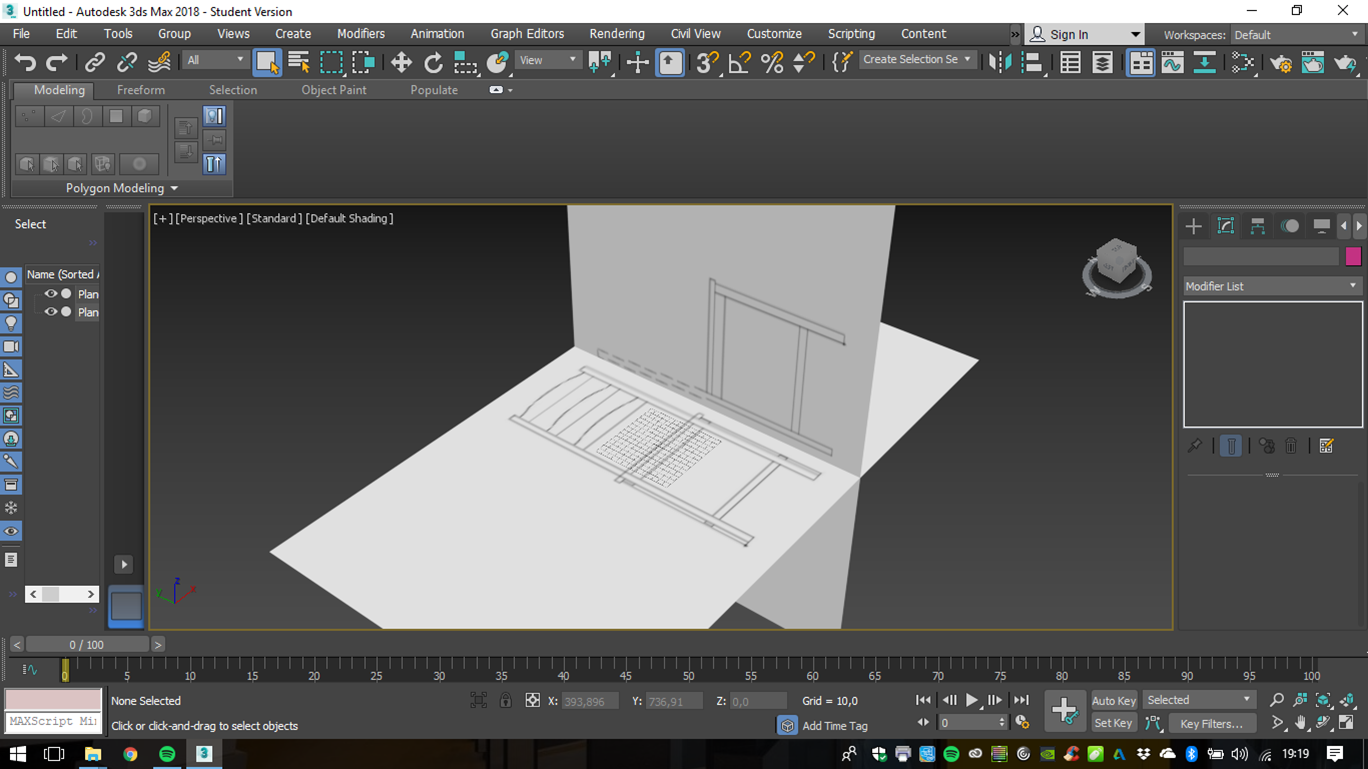 Untitled - Autodesk 3ds Max 2018 - Student Version
File Edit Tools Group Views Create Modifiers Animation Graph Editors Rendering Civil View Customize Scripting Content » Sign In Workspaces: Default
All View 3 Create Selection Se
Modeling Freeform Selection Object Paint Populate
Polygon Modeling
Select
[+] [Perspective ] [Standard ] [Default Shading ]
Name (Sorted A
Plan
Plan
Modifier List
z
x
< 0 / 100 >
0 5 10 15 20 25 30 35 40 45 50 55 60 65 70 75 80 85 90 95 100
None Selected X: 393,896 Y: 736,91 Z: 0,0 Grid = 10,0 Auto Key Selected
MAXScript Mi
Click or click-and-drag to select objects Add Time Tag 0 Set Key Key Filters...
3 19:19